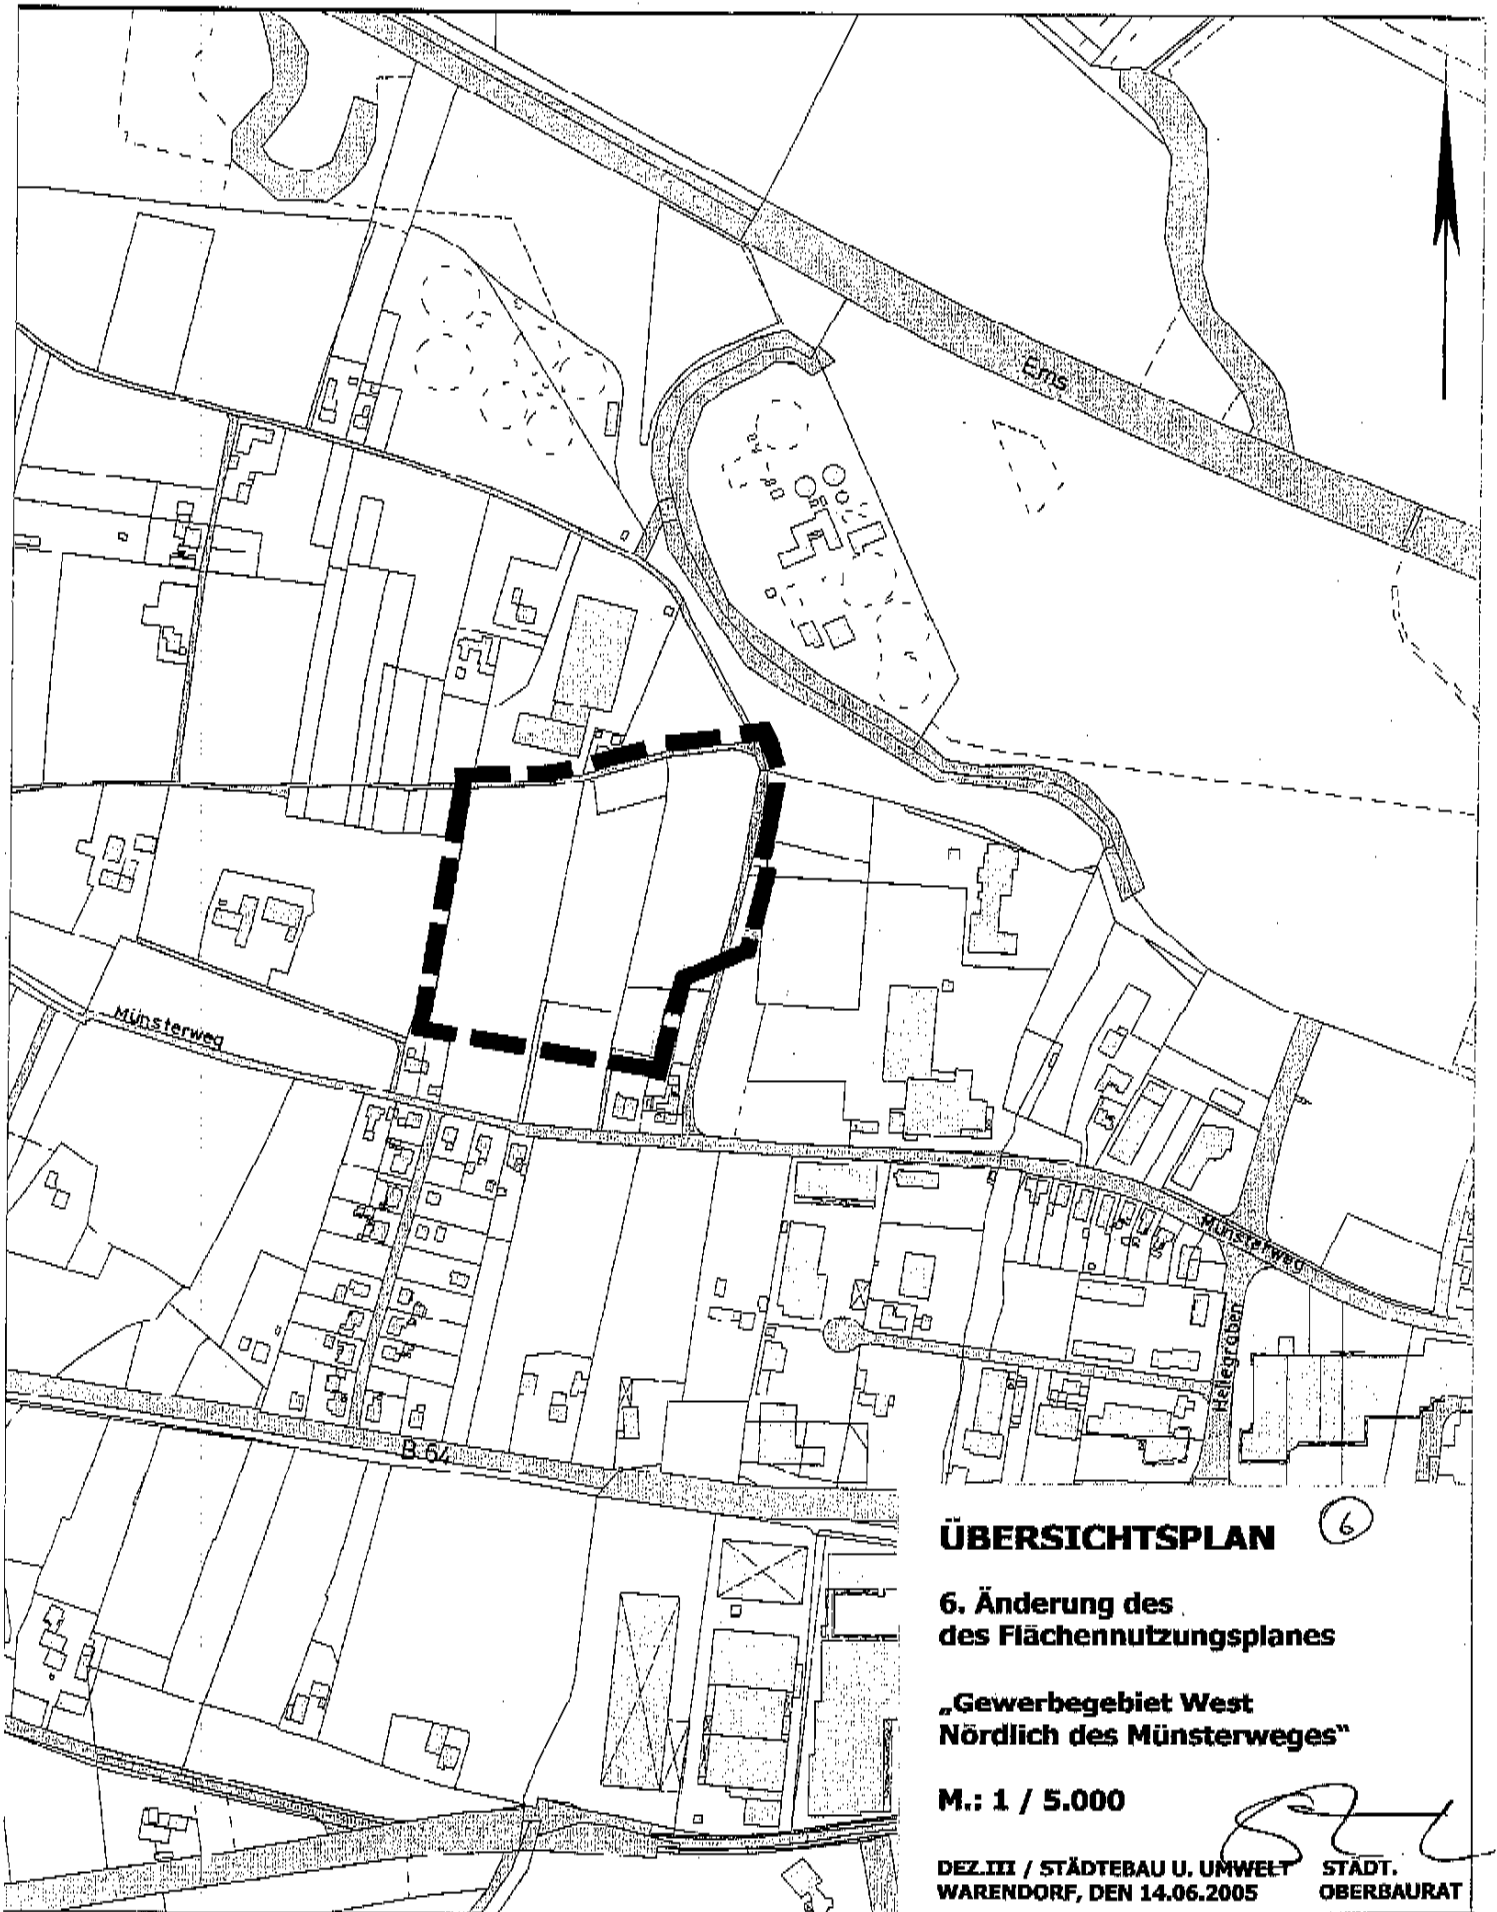 Ems
Münsterweg
Münsterweg
Hellegraben
B 64
ÜBERSICHTSPLAN
6
6. Änderung des
des Flächennutzungsplanes
„Gewerbegebiet West
Nördlich des Münsterweges“
M.: 1 / 5.000
DEZ.III / STÄDTEBAU U. UMWELT
WARENDORF, DEN 14.06.2005
STÄDT.
OBERBAURAT